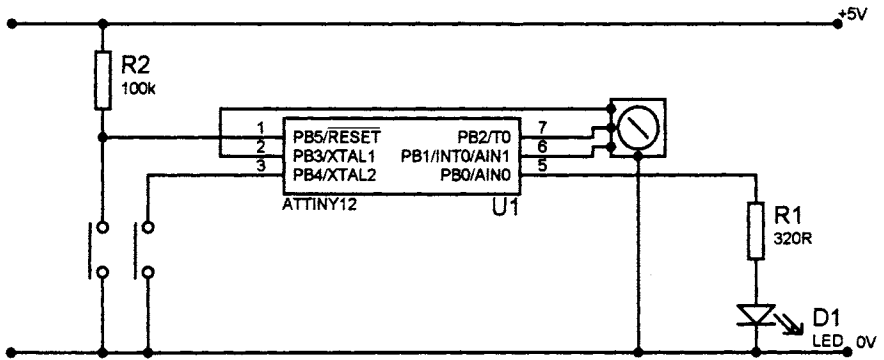 +5V
R2
100k
1 PB5/RESET PB2/T0 7
2 PB3/XTAL1 PB1/INT0/AIN1 6
3 PB4/XTAL2 PB0/AIN0 5
ATTINY12 U1
R1
320R
D1
LED 0V